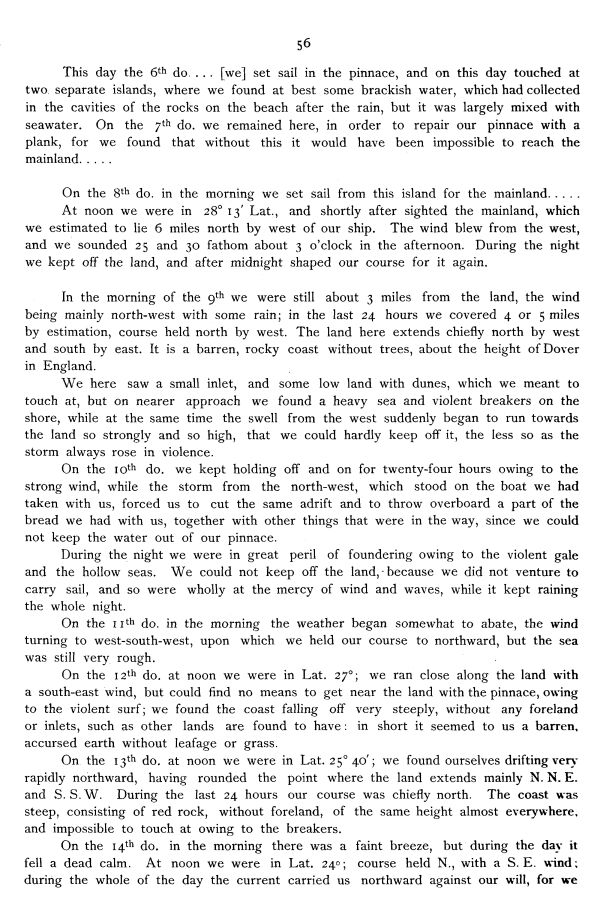 56
This day the 6th do. . . . [we] set sail in the pinnace, and on this day touched at
two separate islands, where we found at best some brackish water, which had collected
in the cavities of the rocks on the beach after the rain, but it was largely mixed with
seawater. On the 7th do. we remained here, in order to repair our pinnace with a
plank, for we found that without this it would have been impossible to reach the
mainland. . . . .
On the 8th do. in the morning we set sail from this island for the mainland. . . . .
At noon we were in 28° 13′ Lat., and shortly after sighted the mainland, which
we estimated to lie 6 miles north by west of our ship. The wind blew from the west,
and we sounded 25 and 30 fathom about 3 o'clock in the afternoon. During the night
we kept off the land, and after midnight shaped our course for it again.
In the morning of the 9th we were still about 3 miles from the land, the wind
being mainly north-west with some rain; in the last 24 hours we covered 4 or 5 miles
by estimation, course held north by west. The land here extends chiefly north by west
and south by east. It is a barren, rocky coast without trees, about the height of Dover
in England.
We here saw a small inlet, and some low land with dunes, which we meant to
touch at, but on nearer approach we found a heavy sea and violent breakers on the
shore, while at the same time the swell from the west suddenly began to run towards
the land so strongly and so high, that we could hardly keep off it, the less so as the
storm always rose in violence.
On the 10th do. we kept holding off and on for twenty-four hours owing to the
strong wind, while the storm from the north-west, which stood on the boat we had
taken with us, forced us to cut the same adrift and to throw overboard a part of the
bread we had with us, together with other things that were in the way, since we could
not keep the water out of our pinnace.
During the night we were in great peril of foundering owing to the violent gale
and the hollow seas. We could not keep off the land, because we did not venture to
carry sail, and so were wholly at the mercy of wind and waves, while it kept raining
the whole night.
On the 11th do. in the morning the weather began somewhat to abate, the wind
turning to west-south-west, upon which we held our course to northward, but the sea
was still very rough.
On the 12th do. at noon we were in Lat. 27°; we ran close along the land with
a south-east wind, but could find no means to get near the land with the pinnace, owing
to the violent surf; we found the coast falling off very steeply, without any foreland
or inlets, such as other lands are found to have: in short it seemed to us a barren,
accursed earth without leafage or grass.
On the 13th do. at noon we were in Lat. 25° 40′; we found ourselves drifting very
rapidly northward, having rounded the point where the land extends mainly N. N. E.
and S. S. W. During the last 24 hours our course was chiefly north. The coast was
steep, consisting of red rock, without foreland, of the same height almost everywhere,
and impossible to touch at owing to the breakers.
On the 14th do. in the morning there was a faint breeze, but during the day it
fell a dead calm. At noon we were in Lat. 24°; course held N., with a S. E. wind;
during the whole of the day the current carried us northward against our will, for we